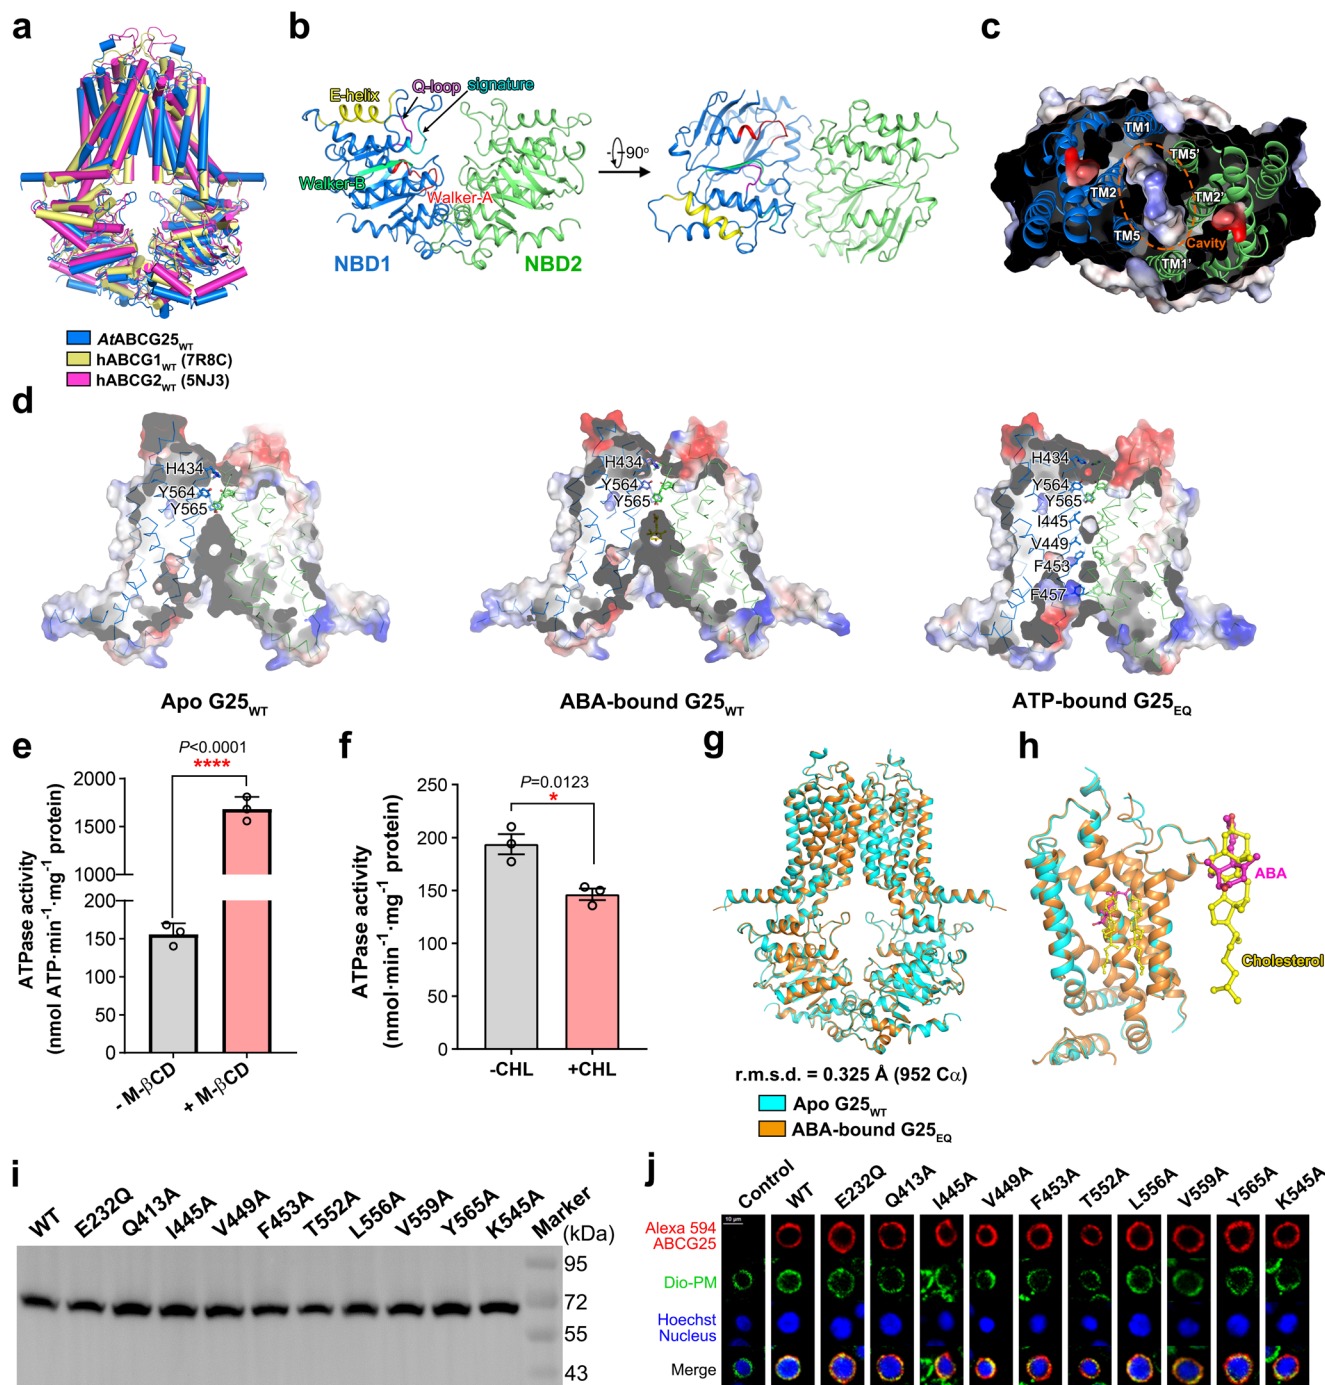 a
AtABCG25WT
hABCG1WT (7R8C)
hABCG2WT (5NJ3)
b
E-helix
Q-loop
signature
Walker-B
Walker-A
NBD1
NBD2
90°
c
TM1
TM5'
TM2
TM2'
TM5
Cavity
TM1'
d
H434
Y564
Y565
H434
Y564
Y565
H434
Y564
Y565
I445
V449
F453
F457
Apo G25WT
ABA-bound G25WT
ATP-bound G25EQ
e
P<0.0001
****
ATPase activity
(nmol ATP·min-1·mg-1 protein)
2000
1500
1000
200
150
100
50
0
- M-βCD
+ M-βCD
f
P=0.0123
*
ATPase activity
(nmol·min-1·mg-1 protein)
250
200
150
100
50
0
-CHL
+CHL
g
r.m.s.d. = 0.325 Å (952 Cα)
Apo G25WT
ABA-bound G25EQ
h
ABA
Cholesterol
i
WT
E232Q
Q413A
I445A
V449A
F453A
T552A
L556A
V559A
Y565A
K545A
Marker
(kDa)
95
72
55
43
j
Control
WT
E232Q
Q413A
I445A
V449A
F453A
T552A
L556A
V559A
Y565A
K545A
10 μm
Alexa 594
ABCG25
Dio-PM
Hoechst
Nucleus
Merge